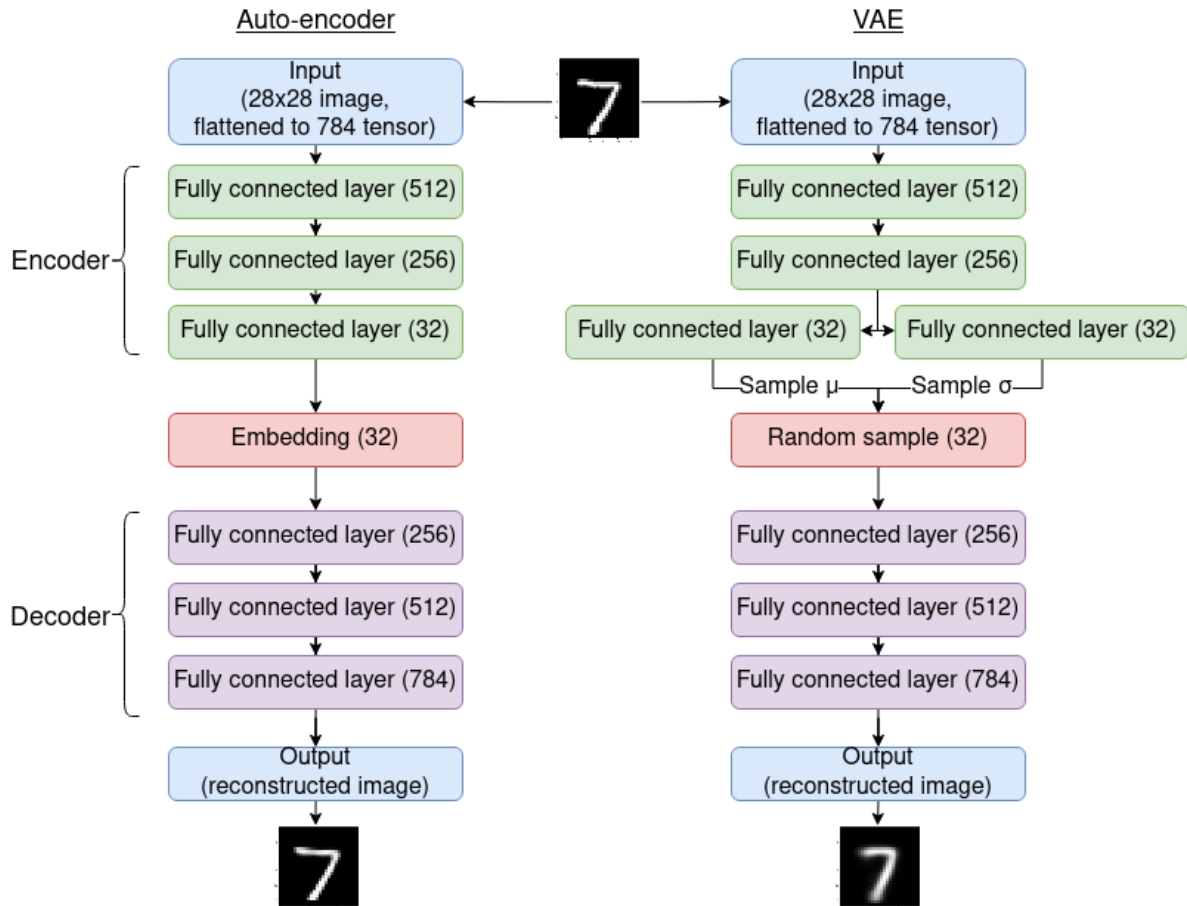 Auto-encoder
VAE
Input
(28x28 image,
flattened to 784 tensor)
Input
(28x28 image,
flattened to 784 tensor)
Encoder
Fully connected layer (512)
Fully connected layer (256)
Fully connected layer (32)
Fully connected layer (512)
Fully connected layer (256)
Fully connected layer (32)
Fully connected layer (32)
Sample μ
Sample σ
Embedding (32)
Random sample (32)
Decoder
Fully connected layer (256)
Fully connected layer (512)
Fully connected layer (784)
Fully connected layer (256)
Fully connected layer (512)
Fully connected layer (784)
Output
(reconstructed image)
Output
(reconstructed image)
7
7
7